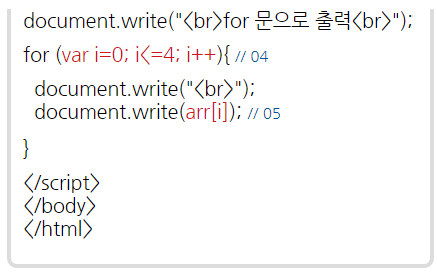 document.write("<br>for 문으로 출력<br>");
for (var i=0; i<=4; i++){ // 04
document.write("<br>");
document.write(arr[i]); // 05
}
</script>
</body>
</html>